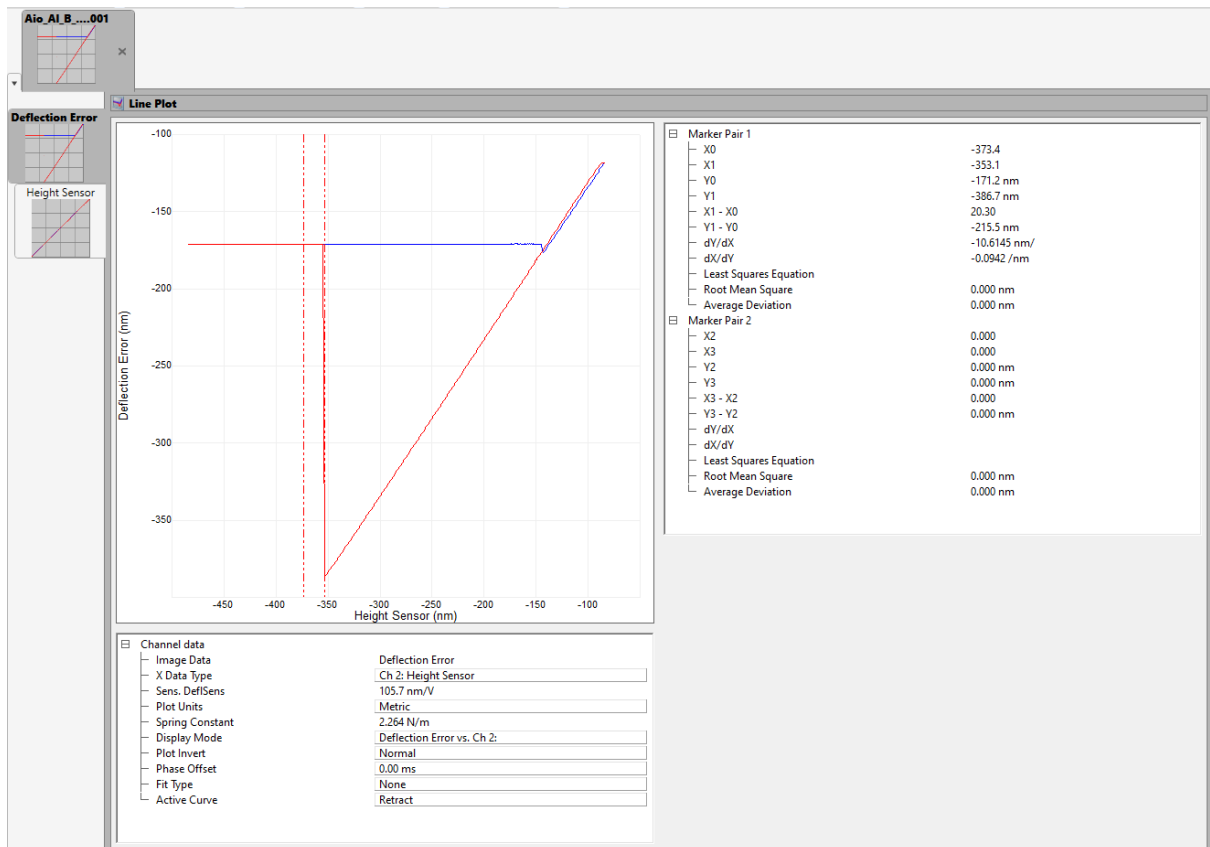 Aio_Al_B_....001
Deflection Error
Height Sensor
Line Plot
-100
-150
-200
-250
-300
-350
Deflection Error (nm)
-450
-400
-350
-300
-250
-200
-150
-100
Height Sensor (nm)
Marker Pair 1
X0 -373.4
X1 -353.1
Y0 -171.2 nm
Y1 -386.7 nm
X1 - X0 20.30
Y1 - Y0 -215.5 nm
dY/dX -10.6145 nm/
dX/dY -0.0942 /nm
Least Squares Equation
Root Mean Square 0.000 nm
Average Deviation 0.000 nm
Marker Pair 2
X2 0.000
X3 0.000
Y2 0.000 nm
Y3 0.000 nm
X3 - X2 0.000
Y3 - Y2 0.000 nm
dY/dX
dX/dY
Least Squares Equation
Root Mean Square 0.000 nm
Average Deviation 0.000 nm
Channel data
Image Data Deflection Error
X Data Type Ch 2: Height Sensor
Sens. DeflSens 105.7 nm/V
Plot Units Metric
Spring Constant 2.264 N/m
Display Mode Deflection Error vs. Ch 2:
Plot Invert Normal
Phase Offset 0.00 ms
Fit Type None
Active Curve Retract